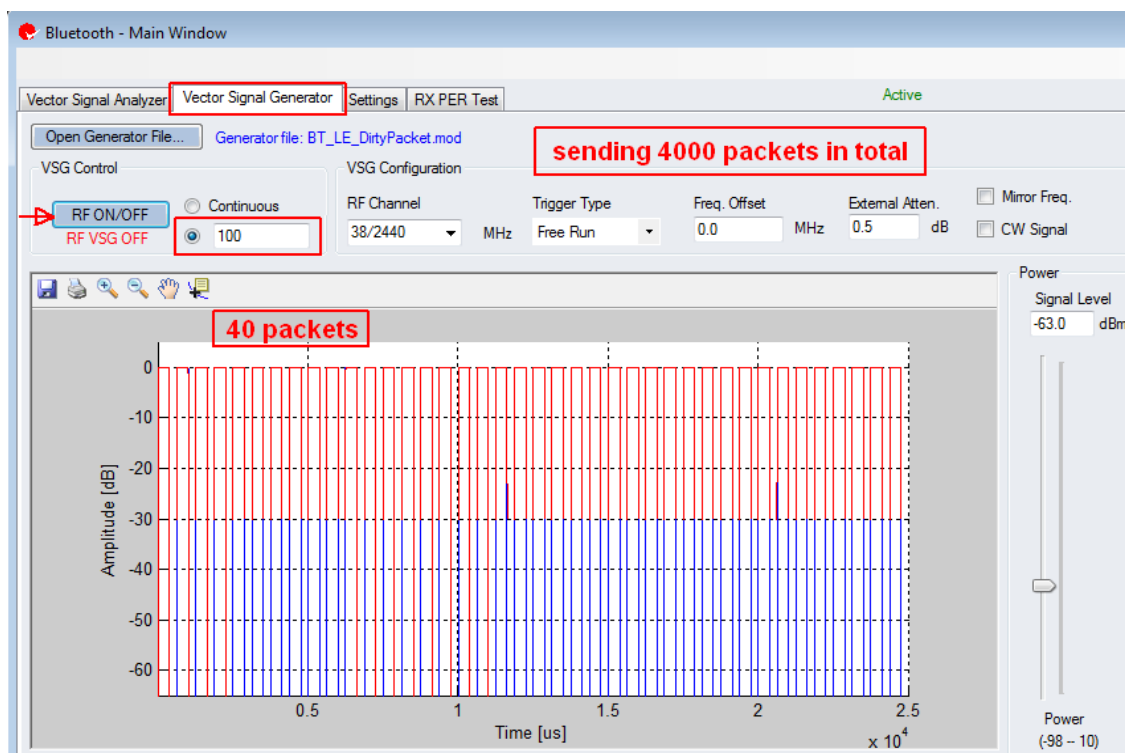 Bluetooth - Main Window
Vector Signal Analyzer Vector Signal Generator Settings RX PER Test Active
Open Generator File... Generator file: BT_LE_DirtyPacket.mod
sending 4000 packets in total
VSG Control VSG Configuration
RF ON/OFF
RF VSG OFF
Continuous
100
RF Channel Trigger Type Freq. Offset External Atten.
38/2440 MHz Free Run 0.0 MHz 0.5 dB
Mirror Freq.
CW Signal
Power
Signal Level
-63.0 dBm
40 packets
0
-10
-20
-30
-40
-50
-60
Amplitude [dB]
0.5 1 1.5 2 2.5
Time [us]
x 10^4
Power
(-98 -- 10)